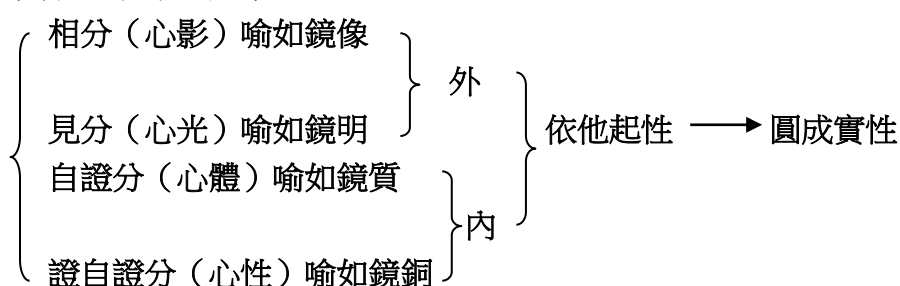 相分（心影）喻如鏡像
外
見分（心光）喻如鏡明
依他起性
圓成實性
自證分（心體）喻如鏡質
內
證自證分（心性）喻如鏡銅